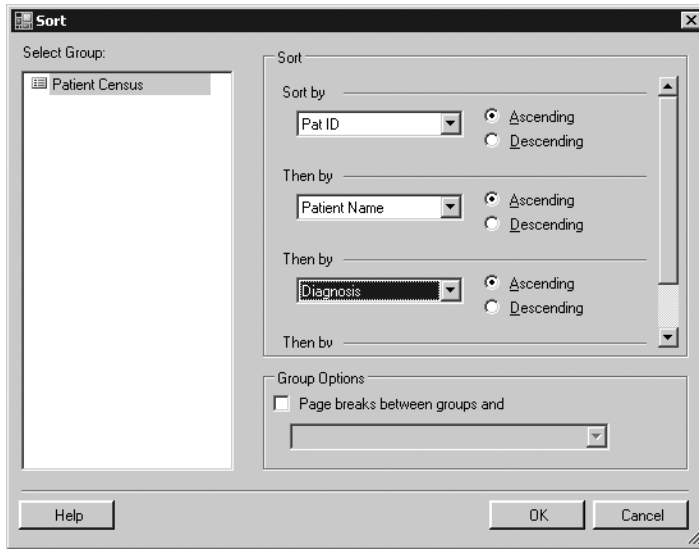 Sort
Select Group:
Patient Census
Sort
Sort by
Pat ID
Ascending
Descending
Then by
Patient Name
Ascending
Descending
Then by
Diagnosis
Ascending
Descending
Then by
Group Options
Page breaks between groups and
Help
OK
Cancel